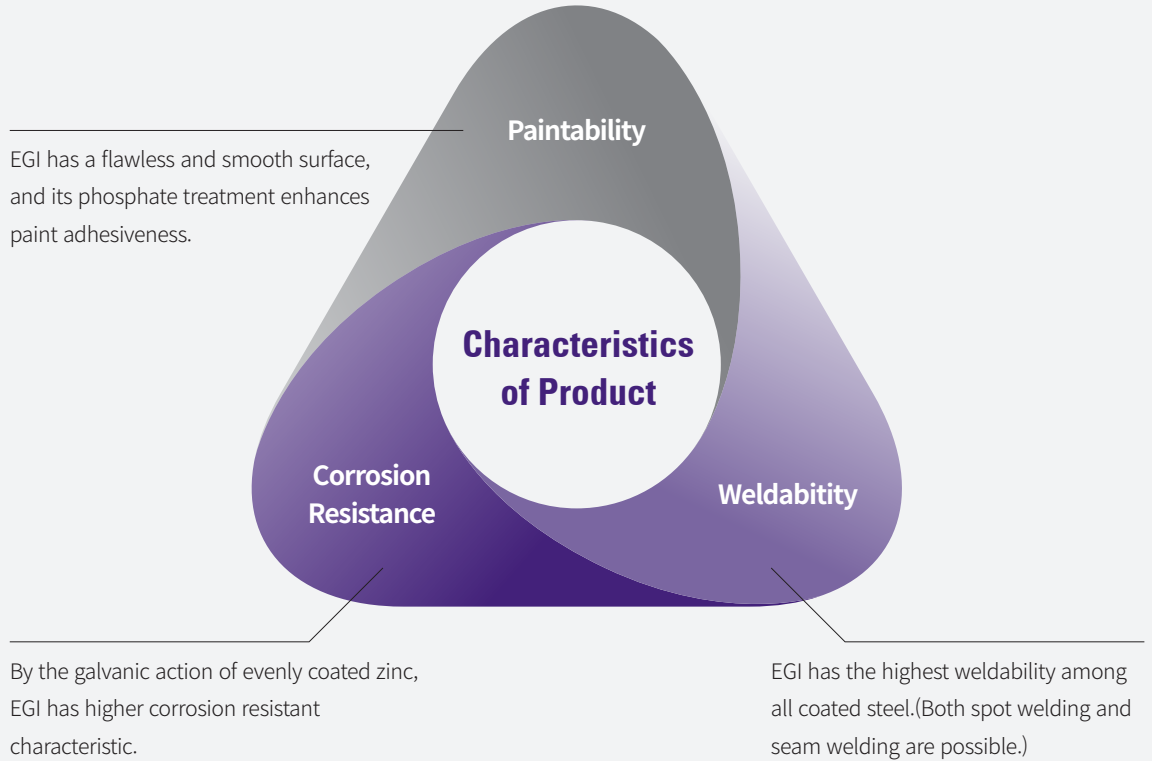 Paintability
EGI has a flawless and smooth surface,
and its phosphate treatment enhances
paint adhesiveness.
Characteristics
of Product
Corrosion
Resistance
Weldabitity
By the galvanic action of evenly coated zinc,
EGI has higher corrosion resistant
characteristic.
EGI has the highest weldability among
all coated steel.(Both spot welding and
seam welding are possible.)